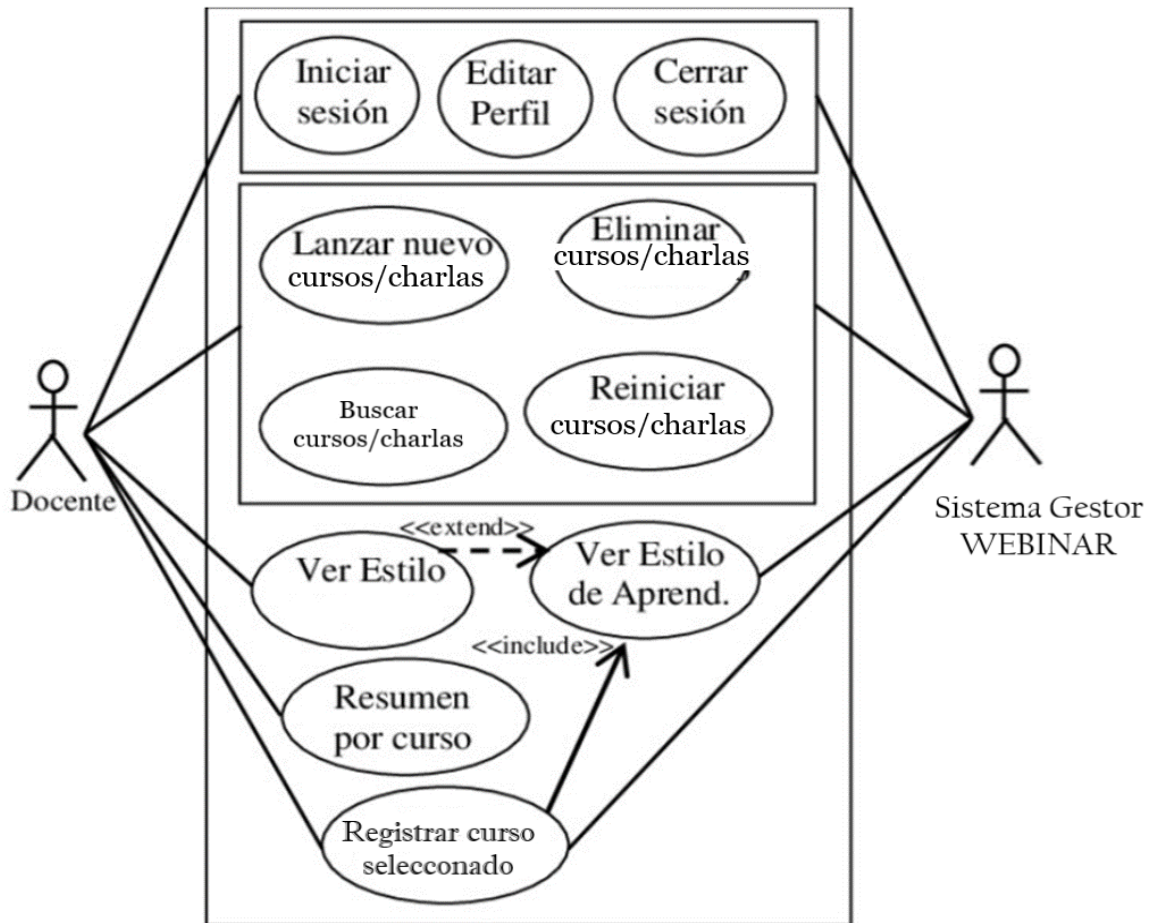 Iniciar
sesión
Editar
Perfil
Cerrar
sesión
Lanzar nuevo
cursos/charlas
Eliminar
cursos/charlas
Buscar
cursos/charlas
Reiniciar
cursos/charlas
Docente
Sistema Gestor
WEBINAR
<<extend>>
Ver Estilo
Ver Estilo
de Aprend.
<<include>>
Resumen
por curso
Registrar curso
selecconado